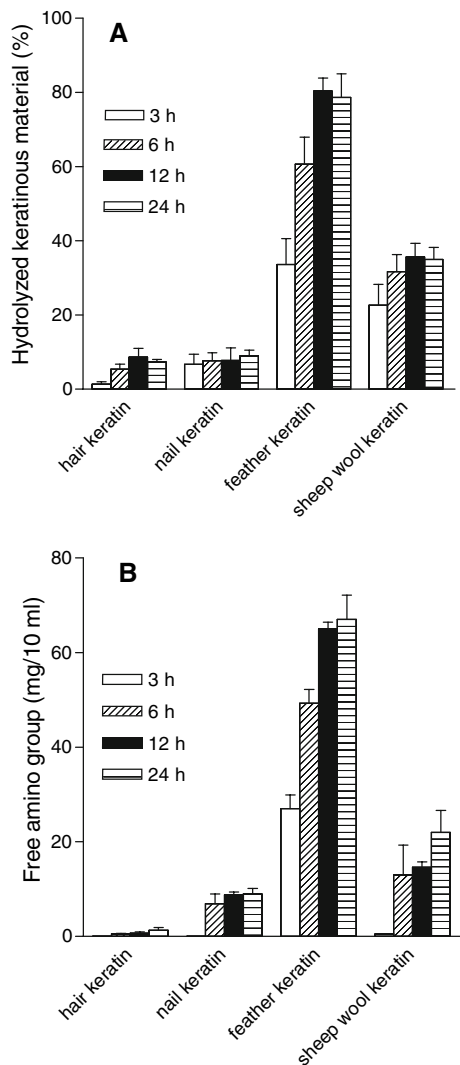 A
Hydrolyzed keratinous material (%)
100
80
60
40
20
0
3 h
6 h
12 h
24 h
hair keratin
nail keratin
feather keratin
sheep wool keratin
B
Free amino group (mg/10 ml)
80
60
40
20
0
3 h
6 h
12 h
24 h
hair keratin
nail keratin
feather keratin
sheep wool keratin